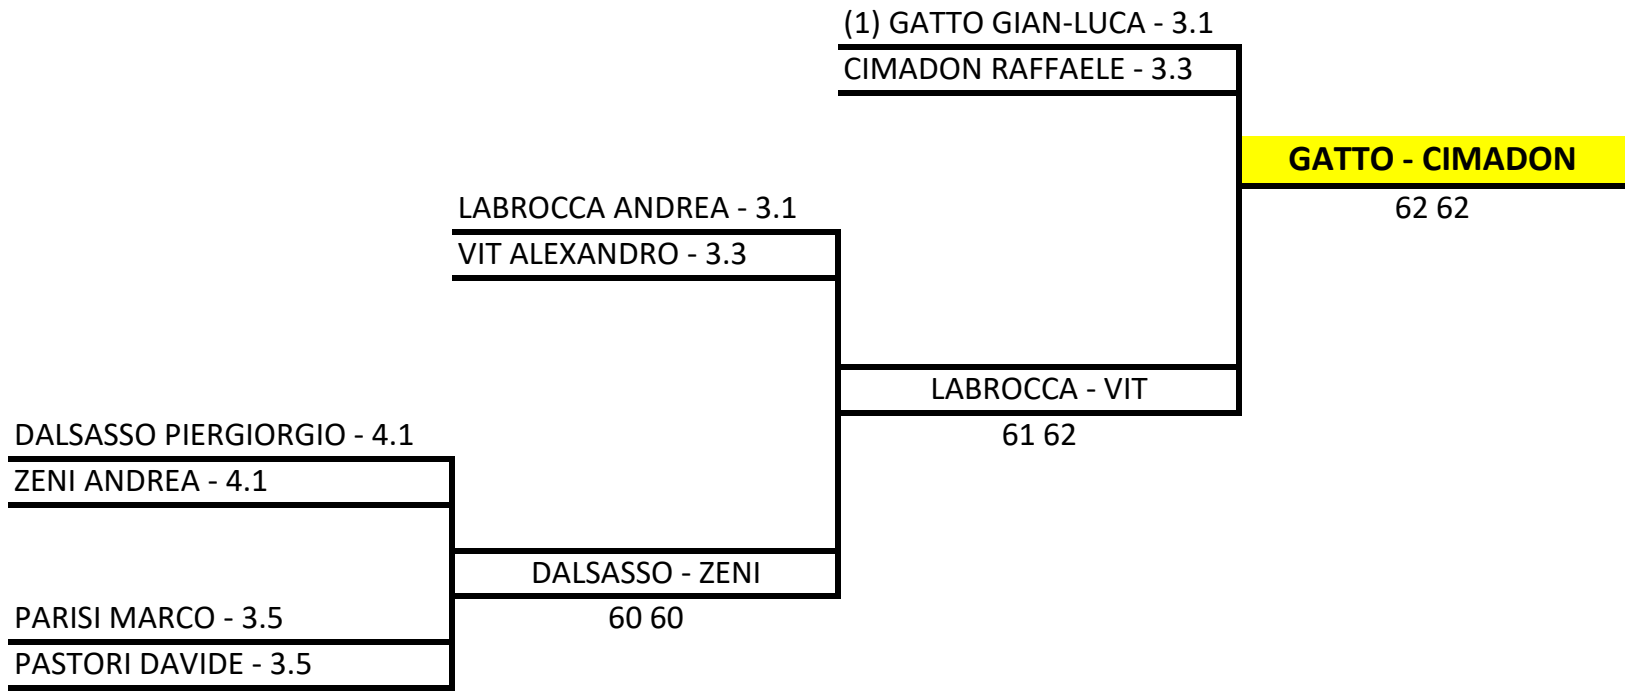 (1) GATTO GIAN-LUCA - 3.1
CIMADON RAFFAELE - 3.3
GATTO - CIMADON
62 62
LABROCCA ANDREA - 3.1
VIT ALEXANDRO - 3.3
LABROCCA - VIT
61 62
DALSASSO PIERGIORGIO - 4.1
ZENI ANDREA - 4.1
DALSASSO - ZENI
60 60
PARISI MARCO - 3.5
PASTORI DAVIDE - 3.5